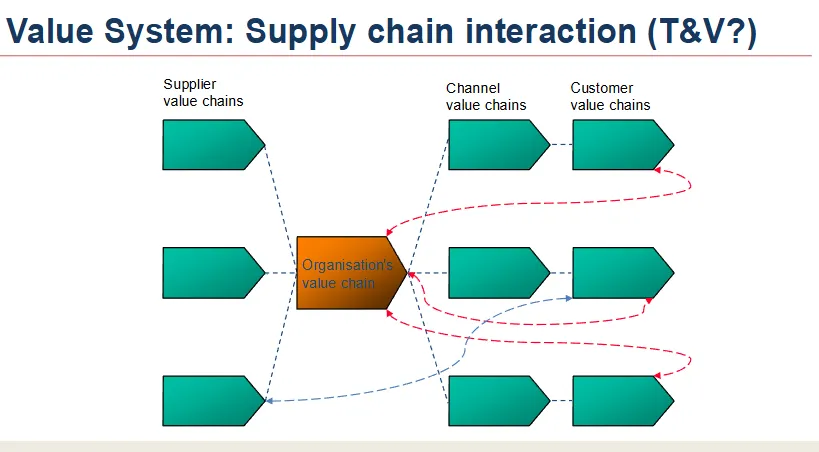 Value System: Supply chain interaction (T&V?)
Supplier
value chains
Channel
value chains
Customer
value chains
Organisation's
value chain